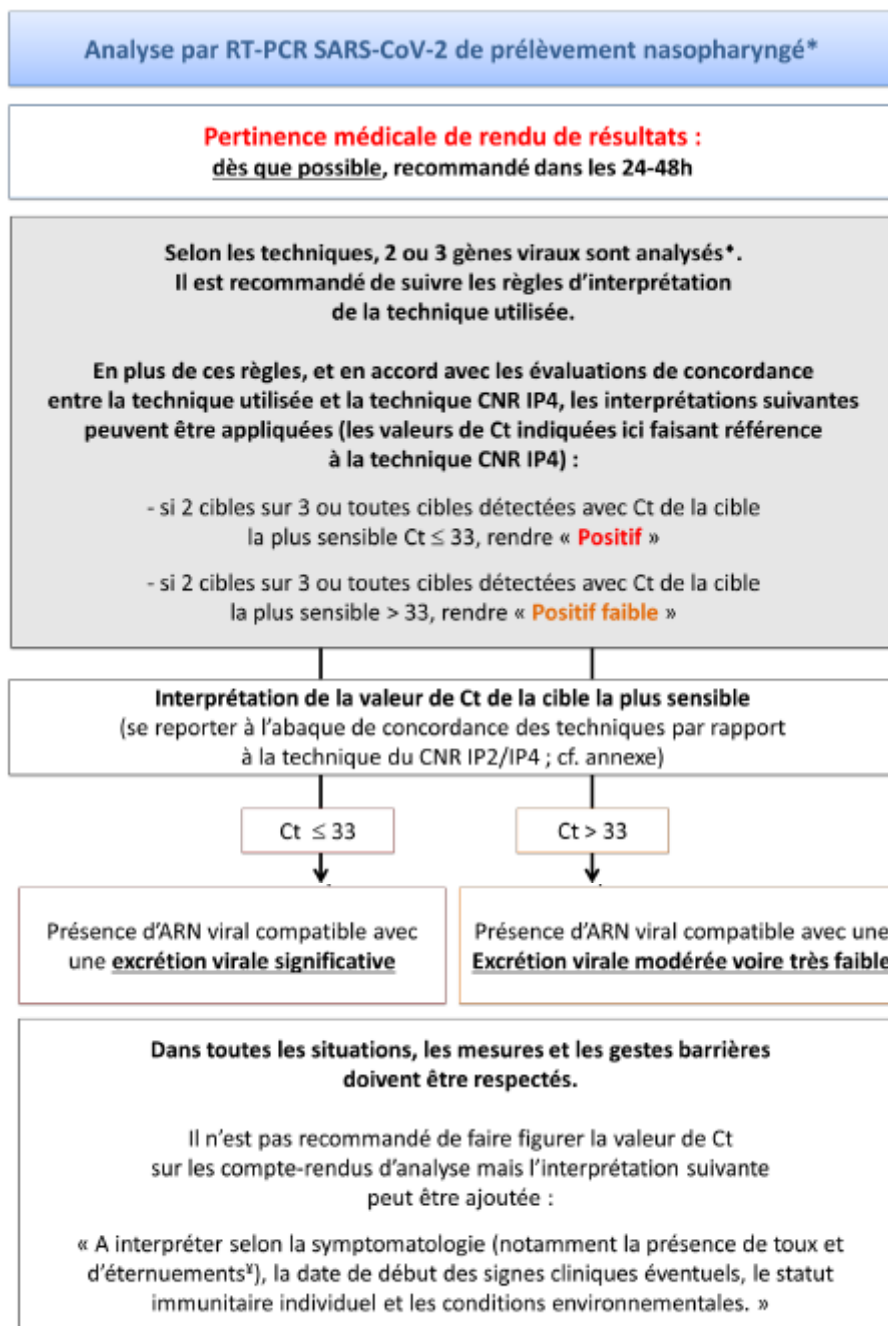 Analyse par RT-PCR SARS-CoV-2 de prélèvement nasopharyngé*
Pertinence médicale de rendu de résultats :
dès que possible, recommandé dans les 24-48h
Selon les techniques, 2 ou 3 gènes viraux sont analysés*.
Il est recommandé de suivre les règles d'interprétation
de la technique utilisée.
En plus de ces règles, et en accord avec les évaluations de concordance
entre la technique utilisée et la technique CNR IP4, les interprétations suivantes
peuvent être appliquées (les valeurs de Ct indiquées ici faisant référence
à la technique CNR IP4) :
- si 2 cibles sur 3 ou toutes cibles détectées avec Ct de la cible
la plus sensible Ct ≤ 33, rendre « Positif »
- si 2 cibles sur 3 ou toutes cibles détectées avec Ct de la cible
la plus sensible > 33, rendre « Positif faible »
Interprétation de la valeur de Ct de la cible la plus sensible
(se reporter à l'abaque de concordance des techniques par rapport
à la technique du CNR IP2/IP4 ; cf. annexe)
Ct ≤ 33
Ct > 33
Présence d'ARN viral compatible avec
une excrétion virale significative
Présence d'ARN viral compatible avec une
Excrétion virale modérée voire très faible
Dans toutes les situations, les mesures et les gestes barrières
doivent être respectés.
Il n'est pas recommandé de faire figurer la valeur de Ct
sur les compte-rendus d'analyse mais l'interprétation suivante
peut être ajoutée :
« A interpréter selon la symptomatologie (notamment la présence de toux et
d'éternuements¥), la date de début des signes cliniques éventuels, le statut
immunitaire individuel et les conditions environnementales. »